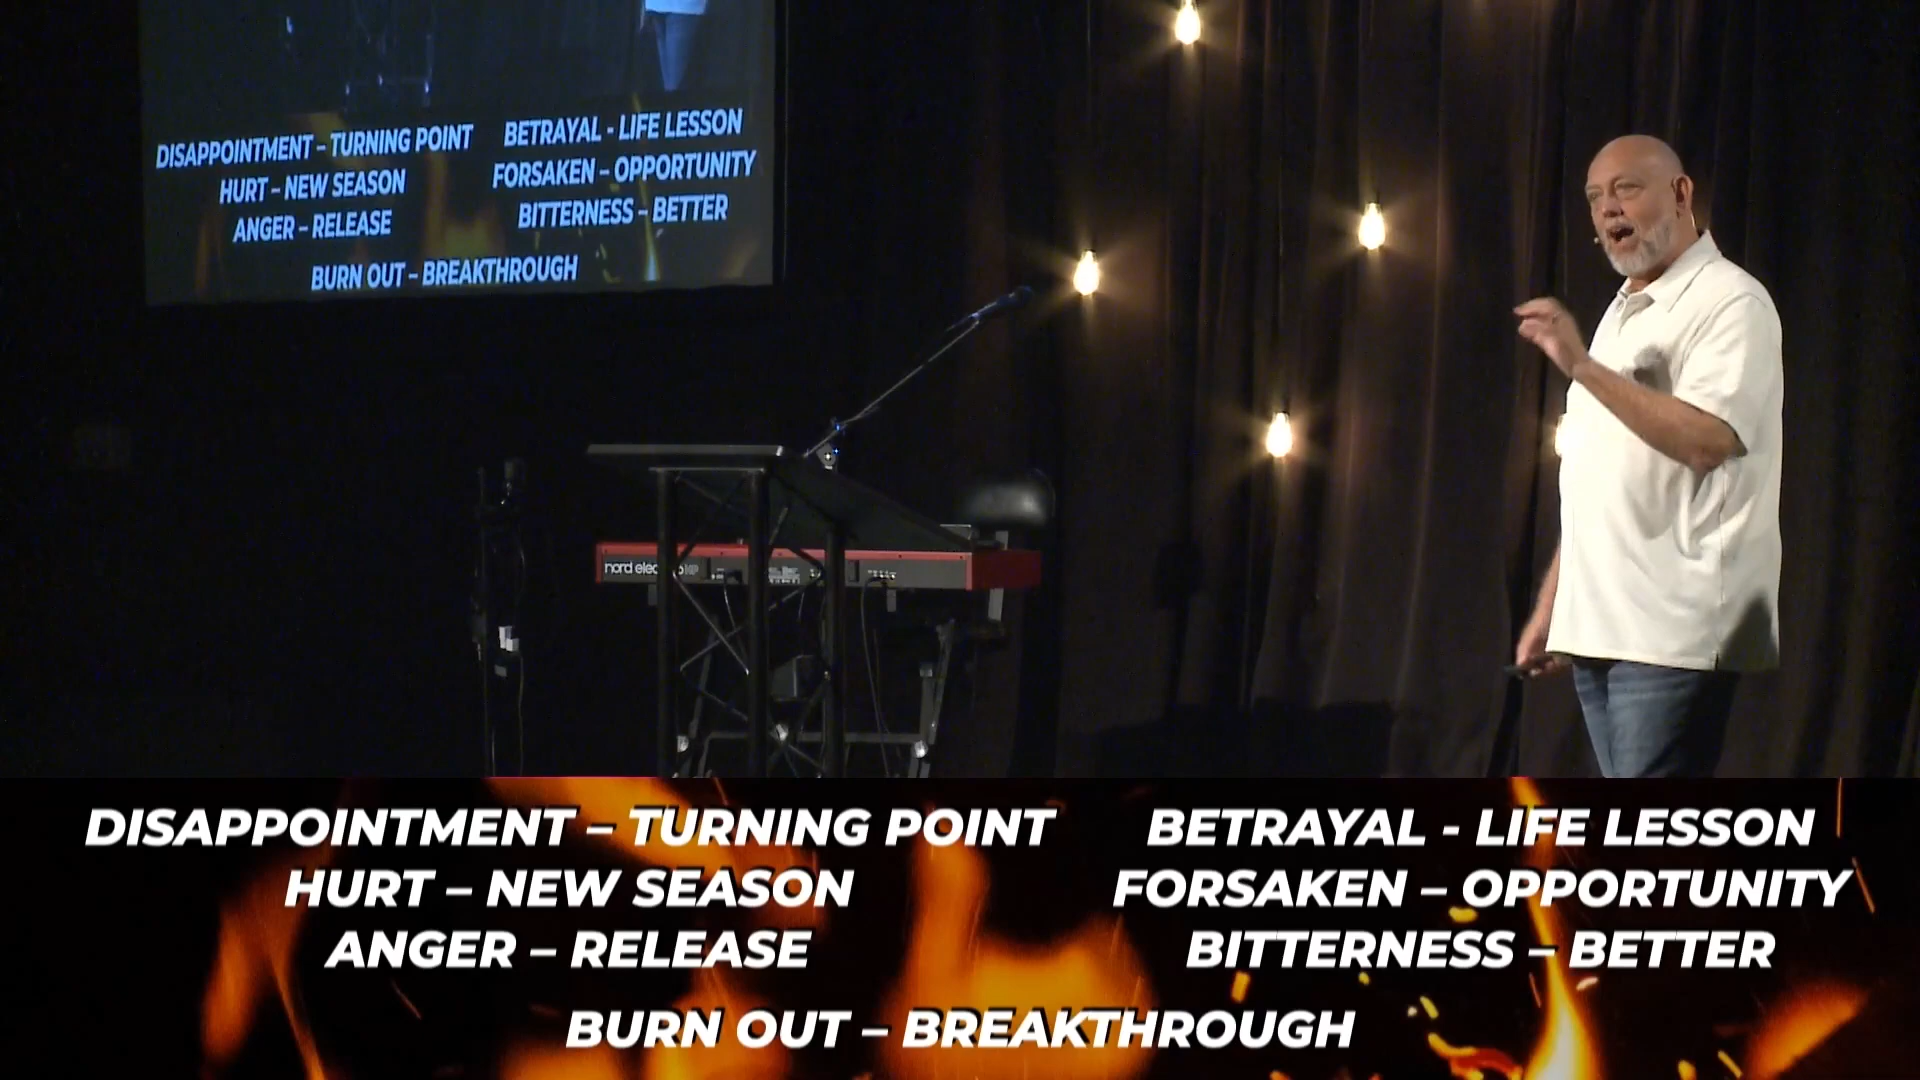 DISAPPOINTMENT – TURNING POINT
HURT – NEW SEASON
ANGER – RELEASE
BETRAYAL - LIFE LESSON
FORSAKEN – OPPORTUNITY
BITTERNESS – BETTER
BURN OUT – BREAKTHROUGH
nord
DISAPPOINTMENT – TURNING POINT
HURT – NEW SEASON
ANGER – RELEASE
BETRAYAL - LIFE LESSON
FORSAKEN – OPPORTUNITY
BITTERNESS – BETTER
BURN OUT – BREAKTHROUGH